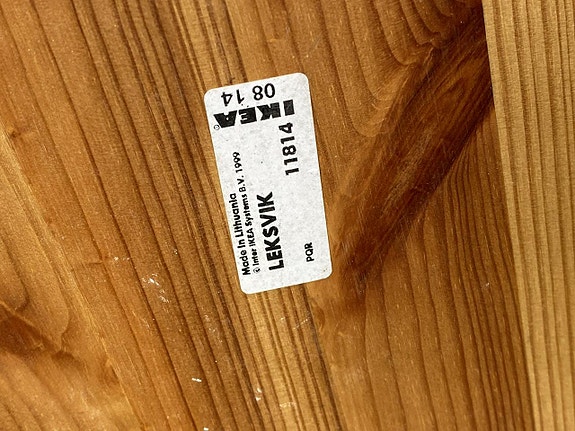 Made in Lithuania
© Inter IKEA Systems B.V. 1999
LEKSVIK
11814
PQR
IKEA
08 14